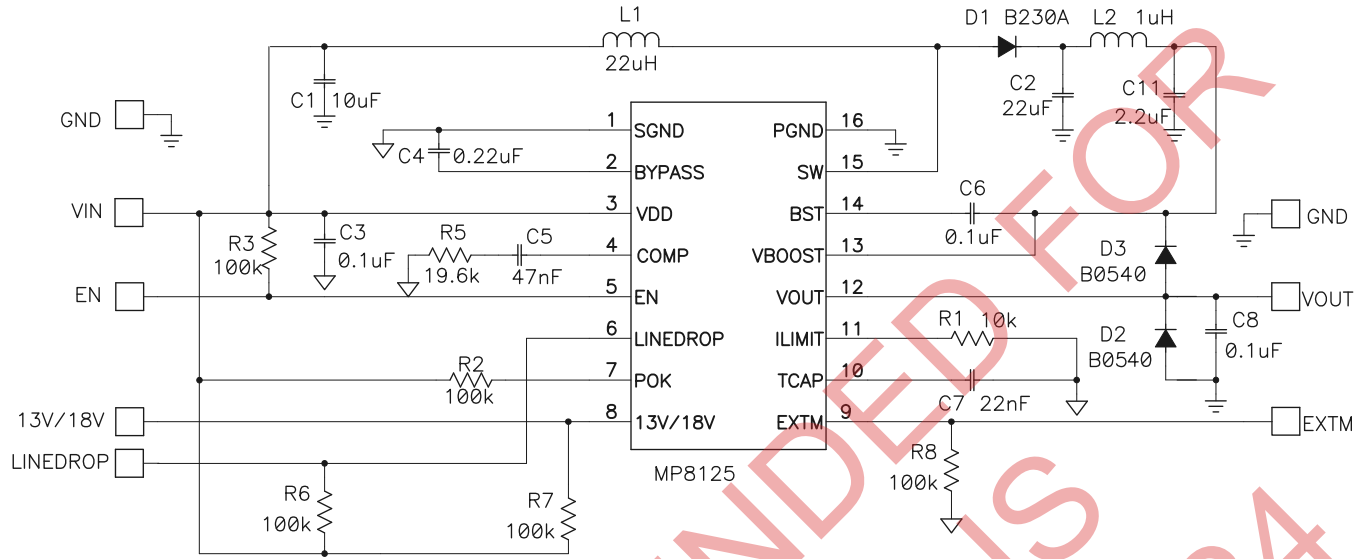 L1
22uH
D1 B230A
L2 1uH
C1 10uF
C2
22uF
C11
2.2uF
GND
1 SGND
PGND 16
C4 0.22uF
2 BYPASS
SW 15
VIN
3 VDD
BST 14
C6
0.1uF
GND
R3
100k
C3
0.1uF
R5
19.6k
C5
47nF
4 COMP
VBOOST 13
D3
B0540
EN
5 EN
VOUT 12
VOUT
6 LINEDROP
ILIMIT 11
R1 10k
D2
B0540
C8
0.1uF
R2
100k
7 POK
TCAP 10
C7 22nF
13V/18V
8 13V/18V
EXTM 9
EXTM
LINEDROP
MP8125
R8
100k
R6
100k
R7
100k
NDED FOR
IS